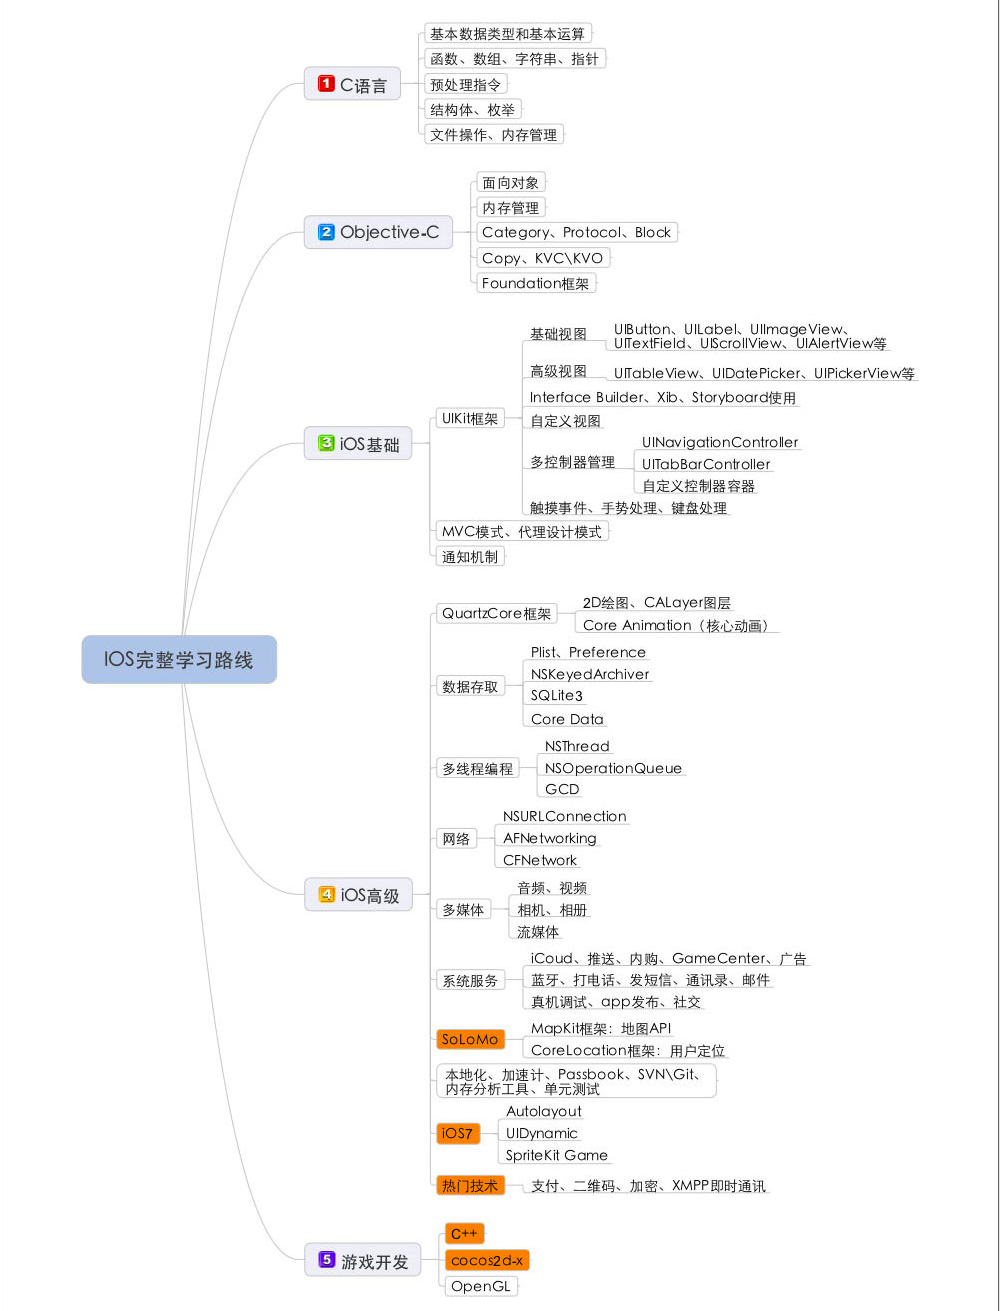 基本数据类型和基本运算
函数、数组、字符串、指针
1 C语言
预处理指令
结构体、枚举
文件操作、内存管理
面向对象
内存管理
2 Objective-C
Category、Protocol、Block
Copy、KVC\KVO
Foundation框架
基础视图
UIButton、UILabel、UIImageView、
UITextField、UIScrollView、UIAlertView等
高级视图
UITableView、UIDatePicker、UIPickerView等
Interface Builder、Xib、Storyboard使用
UIKit框架
自定义视图
3 iOS基础
多控制器管理
UINavigationController
UITabBarController
自定义控制器容器
触摸事件、手势处理、键盘处理
MVC模式、代理设计模式
通知机制
QuartzCore框架
2D绘图、CALayer图层
Core Animation（核心动画）
IOS完整学习路线
数据存取
Plist、Preference
NSKeyedArchiver
SQLite3
Core Data
多线程编程
NSThread
NSOperationQueue
GCD
网络
NSURLConnection
AFNetworking
CFNetwork
4 iOS高级
多媒体
音频、视频
相机、相册
流媒体
系统服务
iCoud、推送、内购、GameCenter、广告
蓝牙、打电话、发短信、通讯录、邮件
真机调试、app发布、社交
SoLoMo
MapKit框架：地图API
CoreLocation框架：用户定位
本地化、加速计、Passbook、SVN\Git、
内存分析工具、单元测试
iOS7
Autolayout
UIDynamic
SpriteKit Game
热门技术
支付、二维码、加密、XMPP即时通讯
5 游戏开发
C++
cocos2d-x
OpenGL